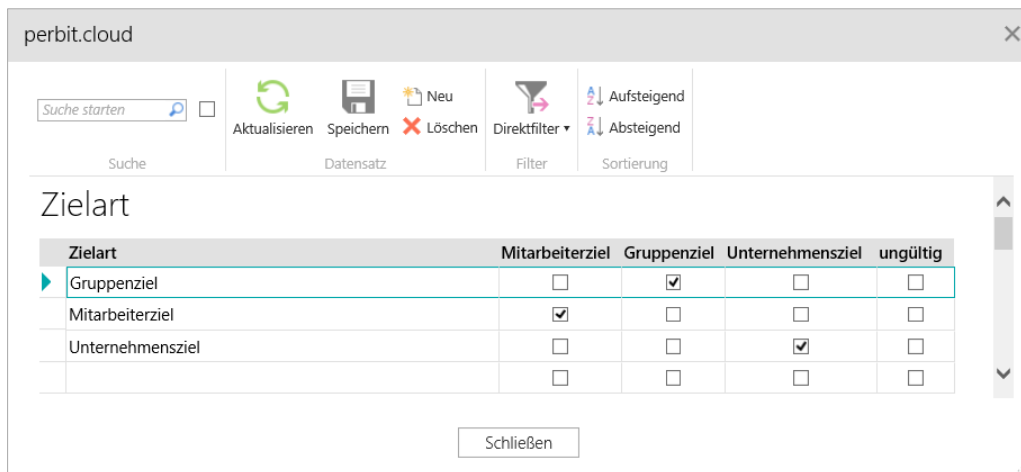 perbit.cloud
Suche starten
Aktualisieren
Speichern
Neu
Löschen
Direktfilter
Aufsteigend
Absteigend
Suche
Datensatz
Filter
Sortierung
Zielart
Zielart Mitarbeiterziel Gruppenziel Unternehmensziel ungültig
Gruppenziel
Mitarbeiterziel
Unternehmensziel
Schließen